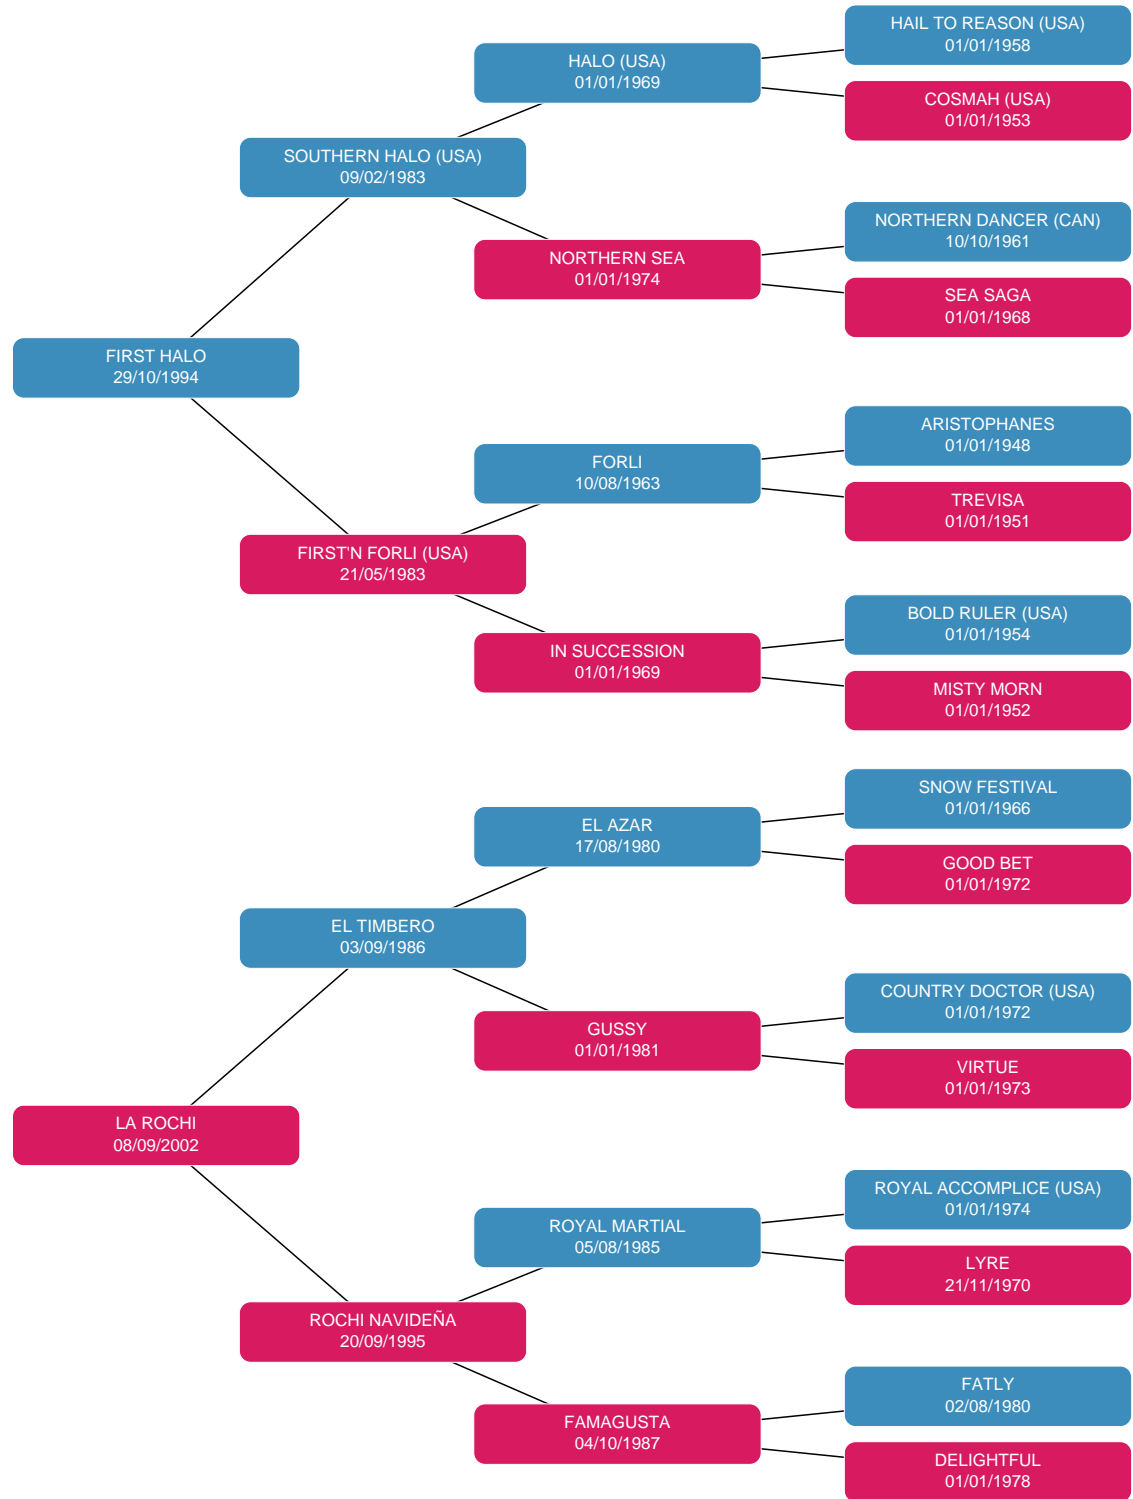 HAIL TO REASON (USA)
01/01/1958
HALO (USA)
01/01/1969
COSMAH (USA)
01/01/1953
SOUTHERN HALO (USA)
09/02/1983
NORTHERN DANCER (CAN)
10/10/1961
NORTHERN SEA
01/01/1974
SEA SAGA
01/01/1968
FIRST HALO
29/10/1994
ARISTOPHANES
01/01/1948
FORLI
10/08/1963
TREVISA
01/01/1951
FIRST'N FORLI (USA)
21/05/1983
BOLD RULER (USA)
01/01/1954
IN SUCCESSION
01/01/1969
MISTY MORN
01/01/1952
SNOW FESTIVAL
01/01/1966
EL AZAR
17/08/1980
GOOD BET
01/01/1972
EL TIMBERO
03/09/1986
COUNTRY DOCTOR (USA)
01/01/1972
GUSSY
01/01/1981
VIRTUE
01/01/1973
LA ROCHI
08/09/2002
ROYAL ACCOMPLICE (USA)
01/01/1974
ROYAL MARTIAL
05/08/1985
LYRE
21/11/1970
ROCHI NAVIDEÑA
20/09/1995
FATLY
02/08/1980
FAMAGUSTA
04/10/1987
DELIGHTFUL
01/01/1978